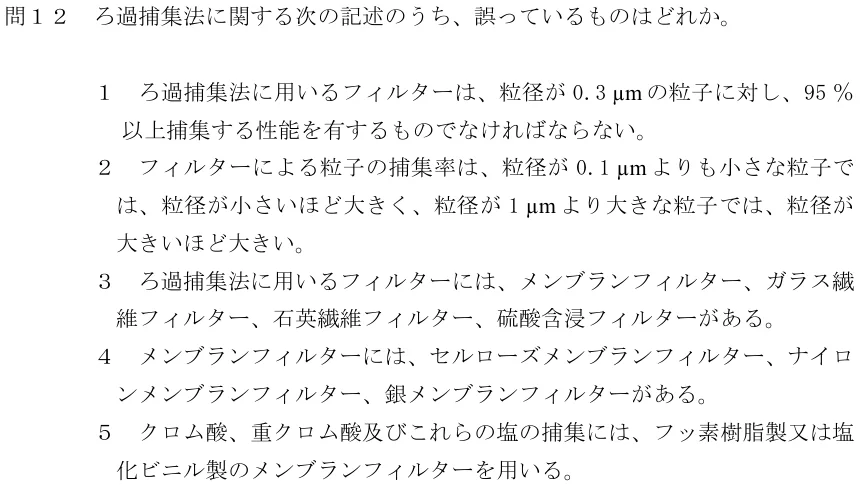 問１２　ろ過捕集法に関する次の記述のうち、誤っているものはどれか。
１　ろ過捕集法に用いるフィルターは、粒径が 0.3 µm の粒子に対し、95 %
以上捕集する性能を有するものでなければならない。
２　フィルターによる粒子の捕集率は、粒径が 0.1 µm よりも小さな粒子で
は、粒径が小さいほど大きく、粒径が 1 µm より大きな粒子では、粒径が
大きいほど大きい。
３　ろ過捕集法に用いるフィルターには、メンブランフィルター、ガラス繊
維フィルター、石英繊維フィルター、硫酸含浸フィルターがある。
４　メンブランフィルターには、セルローズメンブランフィルター、ナイロ
ンメンブランフィルター、銀メンブランフィルターがある。
５　クロム酸、重クロム酸及びこれらの塩の捕集には、フッ素樹脂製又は塩
化ビニル製のメンブランフィルターを用いる。